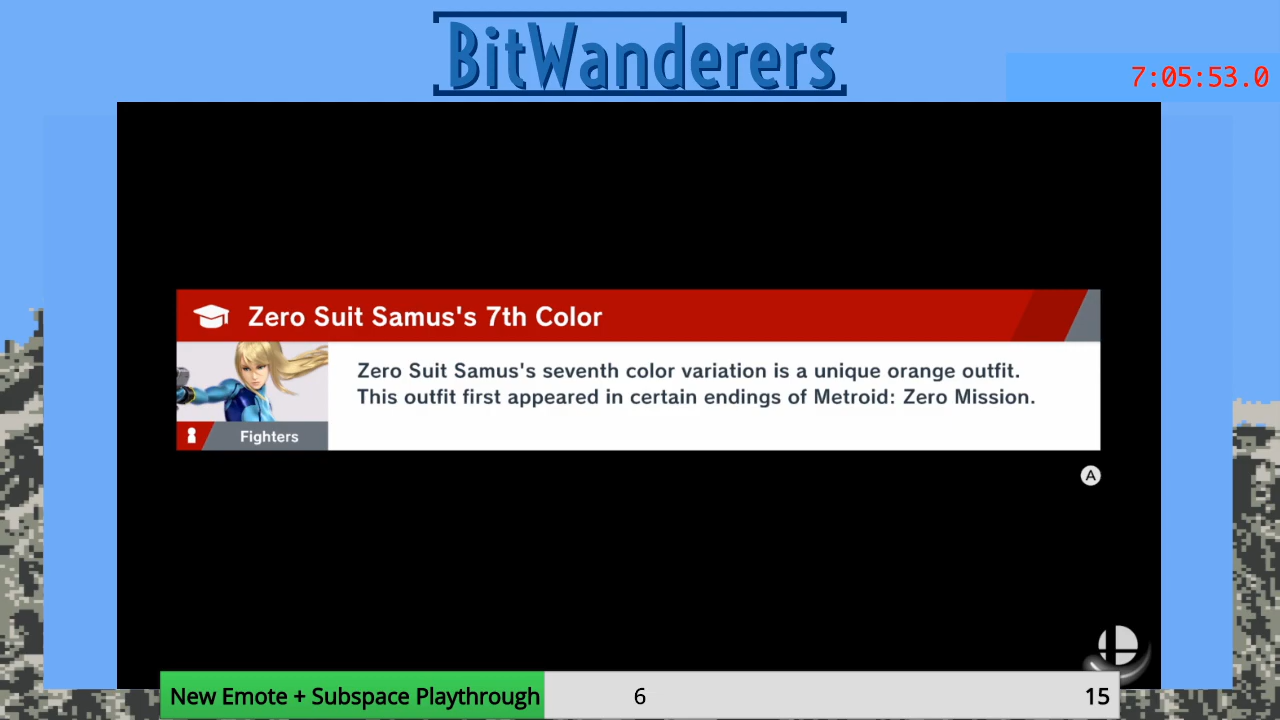 BitWanderers
7:05:53.0
Zero Suit Samus's 7th Color
Zero Suit Samus's seventh color variation is a unique orange outfit.
This outfit first appeared in certain endings of Metroid: Zero Mission.
Fighters
A
New Emote + Subspace Playthrough 6 15